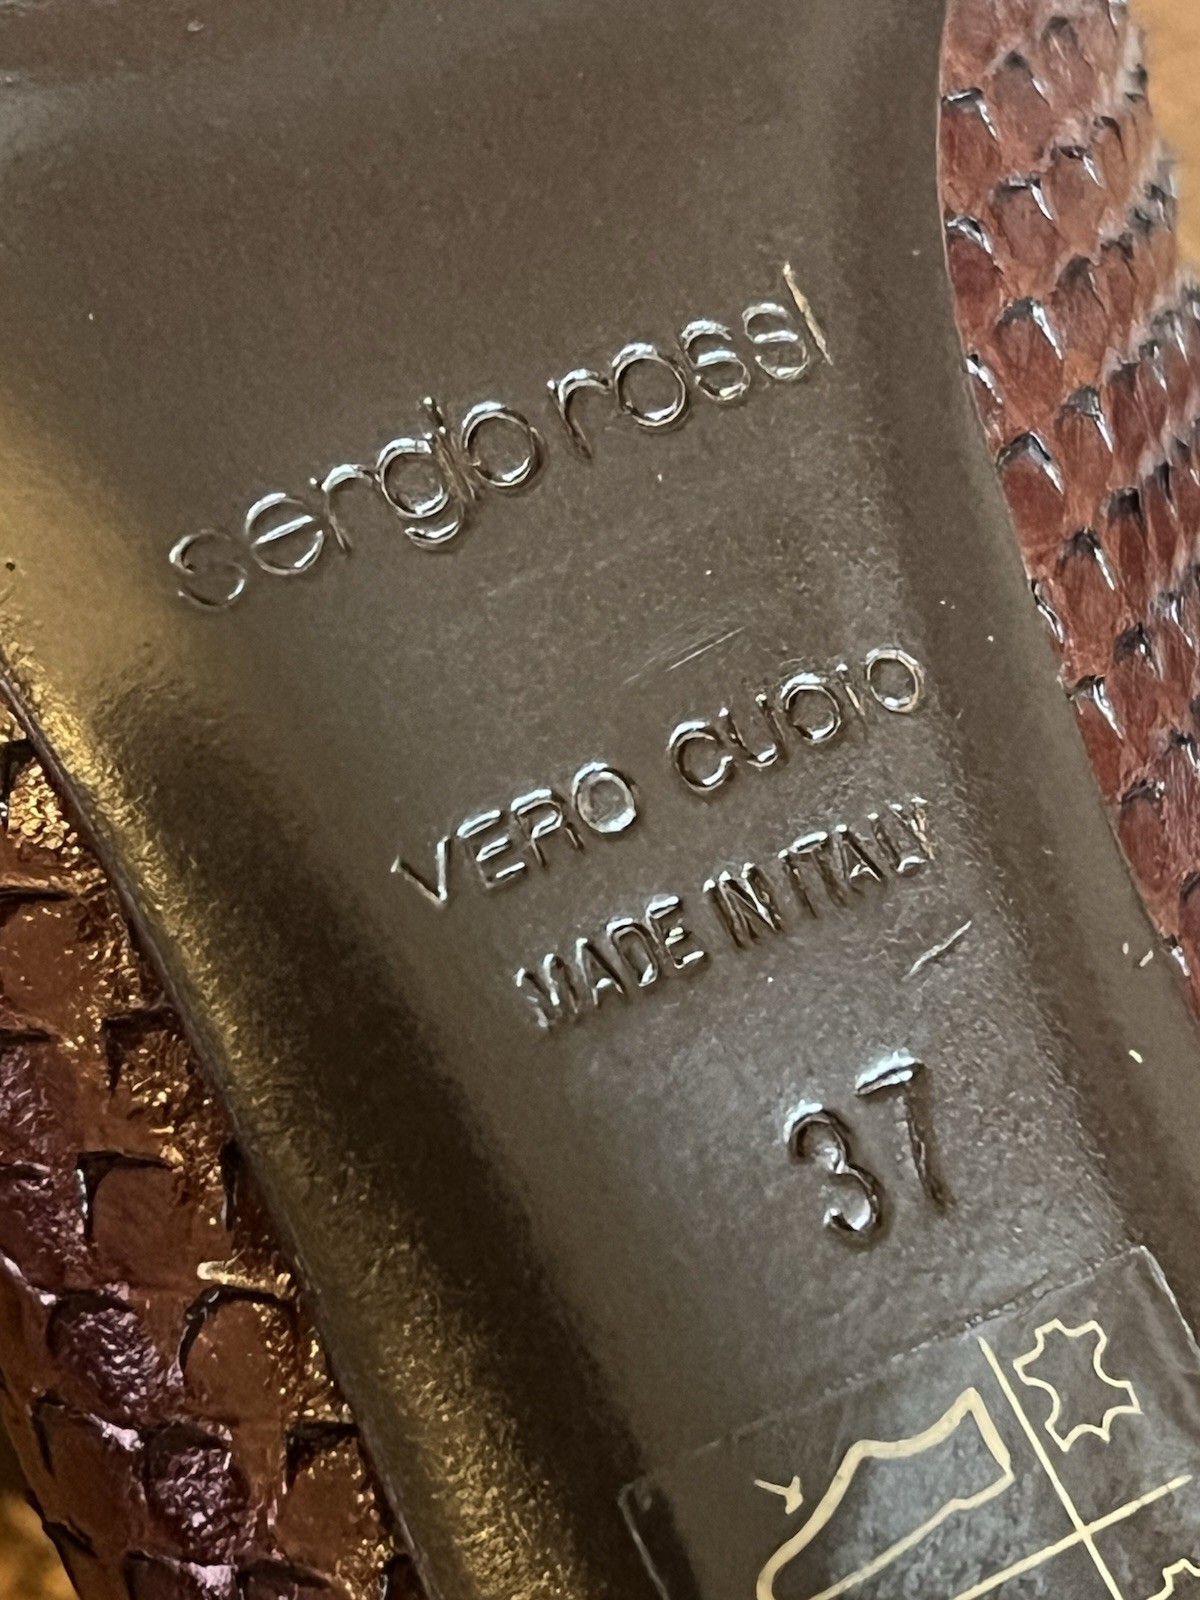 sergio rossi
VERO CUOIO
MADE IN ITALY
37